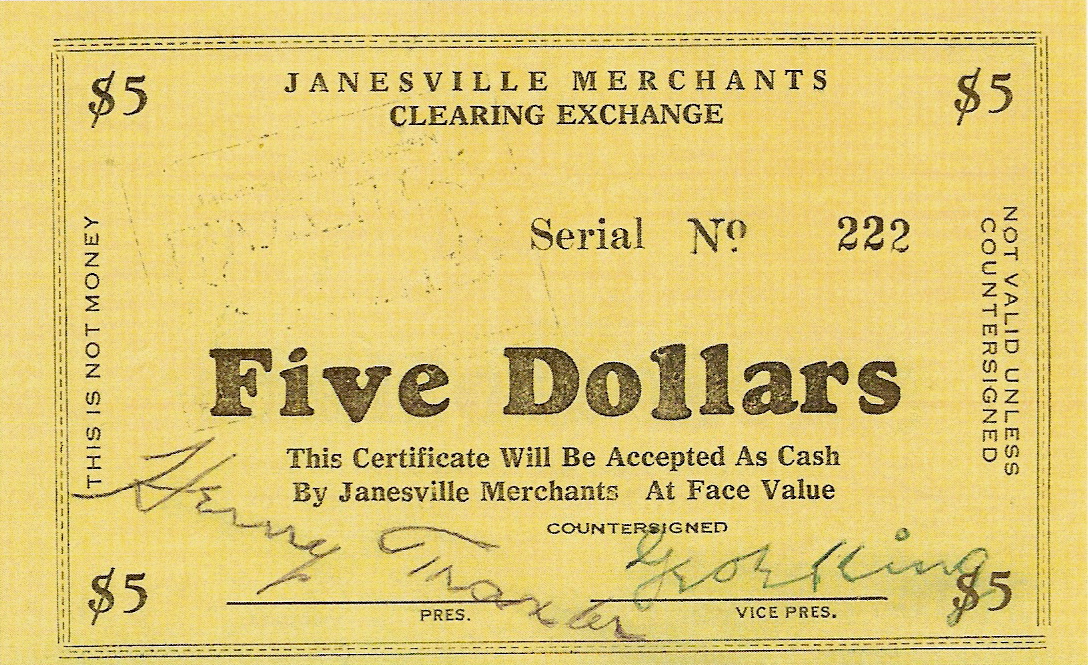 $5 JANESVILLE MERCHANTS $5
CLEARING EXCHANGE
Serial Nº 222
THIS IS NOT MONEY
NOT VALID UNLESS
COUNTERSIGNED
Five Dollars
This Certificate Will Be Accepted As Cash
By Janesville Merchants At Face Value
COUNTERSIGNED
Henry Traxler
Geo E King
$5 PRES. VICE PRES. $5